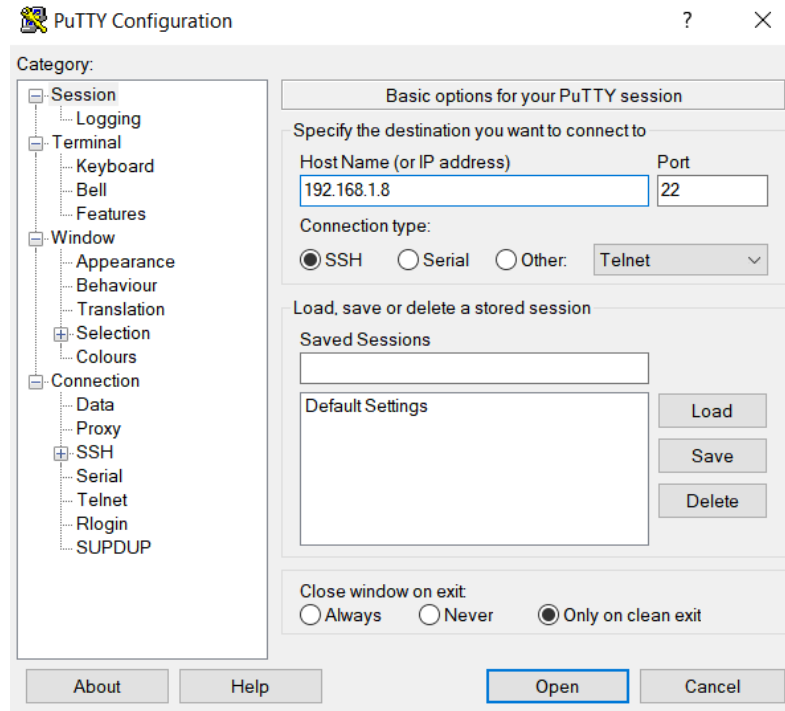 PuTTY Configuration
?
Category:
Session
Logging
Terminal
Keyboard
Bell
Features
Window
Appearance
Behaviour
Translation
Selection
Colours
Connection
Data
Proxy
SSH
Serial
Telnet
Rlogin
SUPDUP
Basic options for your PuTTY session
Specify the destination you want to connect to
Host Name (or IP address) Port
192.168.1.8 22
Connection type:
SSH Serial Other: Telnet
Load, save or delete a stored session
Saved Sessions
Default Settings
Load
Save
Delete
Close window on exit:
Always Never Only on clean exit
About Help Open Cancel